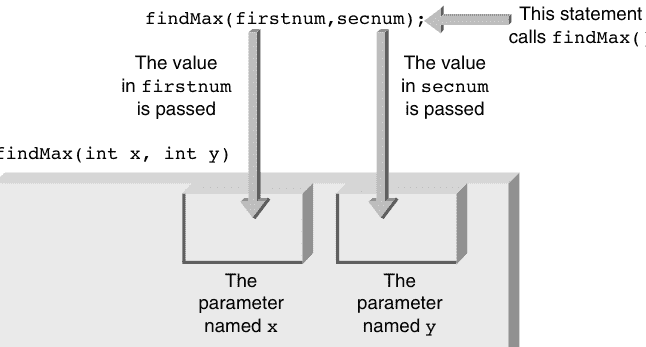 findMax(firstnum,secnum);
This statement
calls findMax()
The value
in firstnum
is passed
The value
in secnum
is passed
findMax(int x, int y)
The
parameter
named x
The
parameter
named y